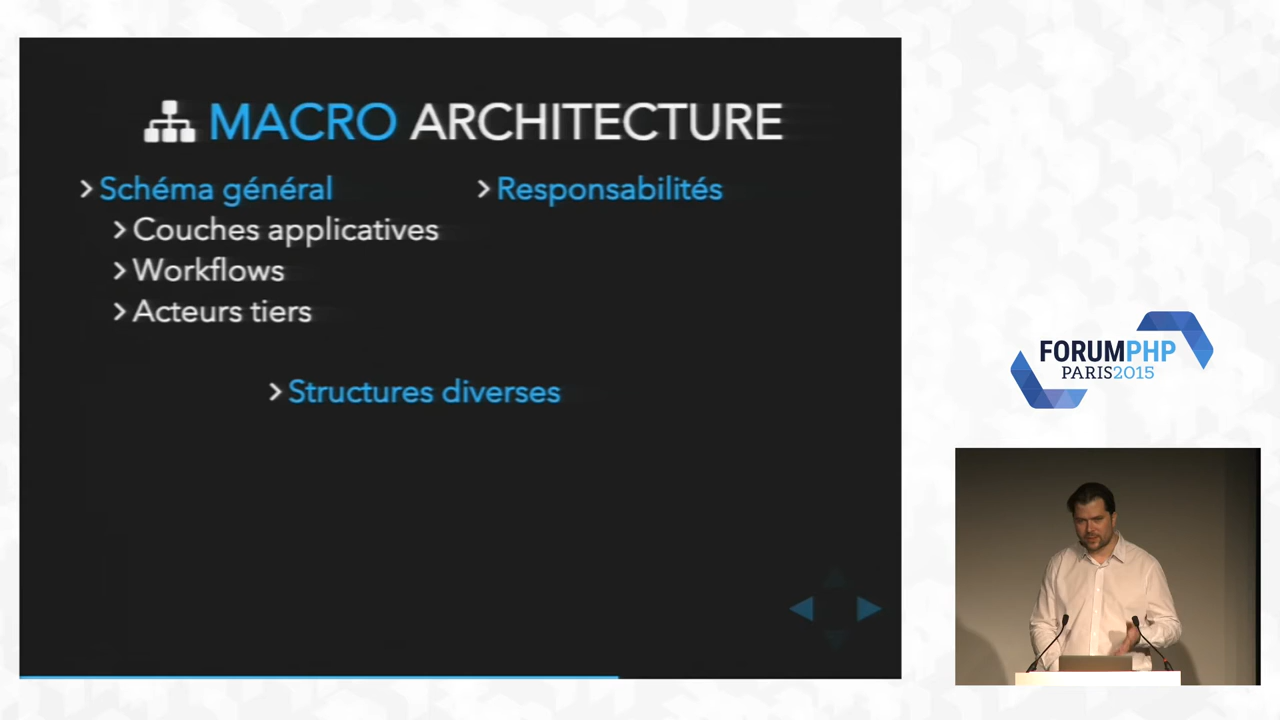 MACRO ARCHITECTURE
> Schéma général
> Couches applicatives
> Workflows
> Acteurs tiers
> Responsabilités
> Structures diverses
FORUMPHP
PARIS2015